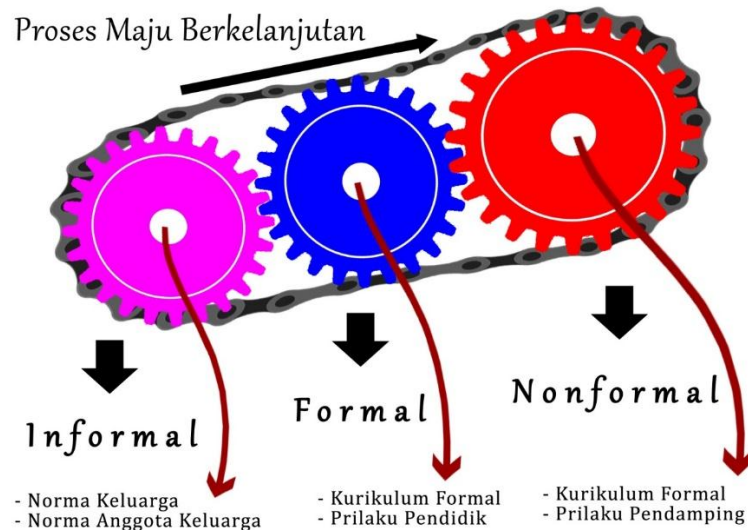 Proses Maju Berkelanjutan
Informal
Formal
Nonformal
- Norma Keluarga
- Norma Anggota Keluarga
- Kurikulum Formal
- Prilaku Pendidik
- Kurikulum Formal
- Prilaku Pendamping